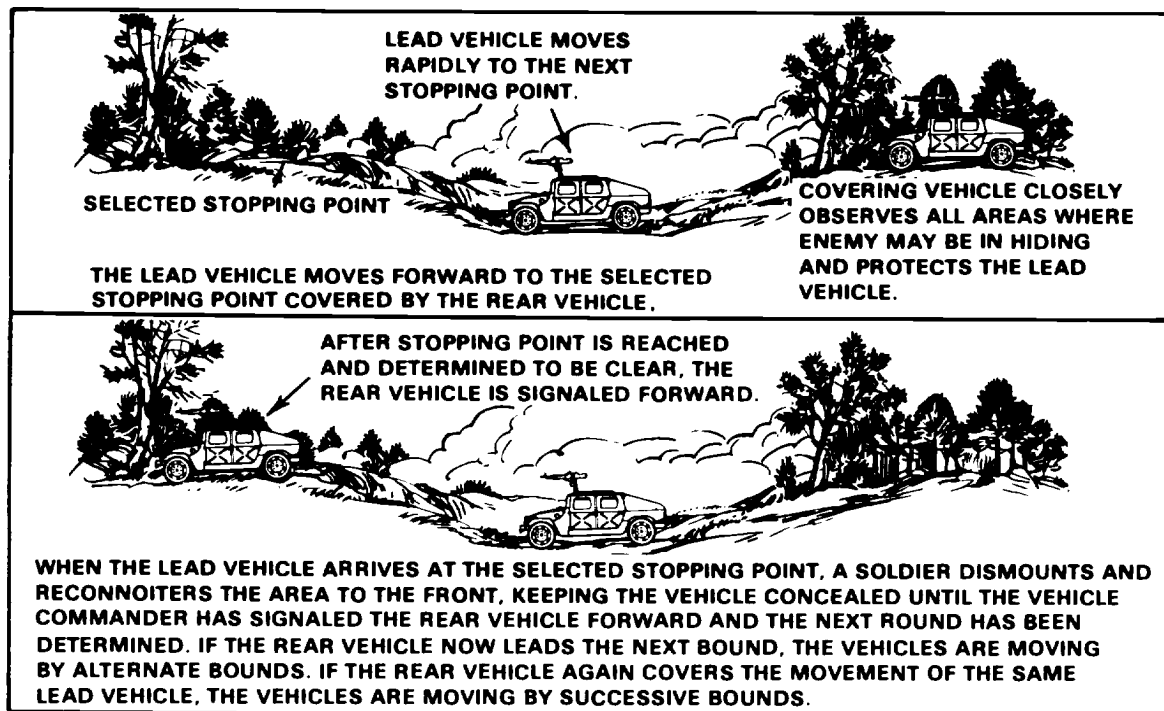 LEAD VEHICLE MOVES
RAPIDLY TO THE NEXT
STOPPING POINT.
SELECTED STOPPING POINT
COVERING VEHICLE CLOSELY
OBSERVES ALL AREAS WHERE
ENEMY MAY BE IN HIDING
AND PROTECTS THE LEAD
VEHICLE.
THE LEAD VEHICLE MOVES FORWARD TO THE SELECTED
STOPPING POINT COVERED BY THE REAR VEHICLE.
AFTER STOPPING POINT IS REACHED
AND DETERMINED TO BE CLEAR, THE
REAR VEHICLE IS SIGNALED FORWARD.
WHEN THE LEAD VEHICLE ARRIVES AT THE SELECTED STOPPING POINT, A SOLDIER DISMOUNTS AND
RECONNOITERS THE AREA TO THE FRONT, KEEPING THE VEHICLE CONCEALED UNTIL THE VEHICLE
COMMANDER HAS SIGNALED THE REAR VEHICLE FORWARD AND THE NEXT ROUND HAS BEEN
DETERMINED. IF THE REAR VEHICLE NOW LEADS THE NEXT BOUND, THE VEHICLES ARE MOVING
BY ALTERNATE BOUNDS. IF THE REAR VEHICLE AGAIN COVERS THE MOVEMENT OF THE SAME
LEAD VEHICLE, THE VEHICLES ARE MOVING BY SUCCESSIVE BOUNDS.